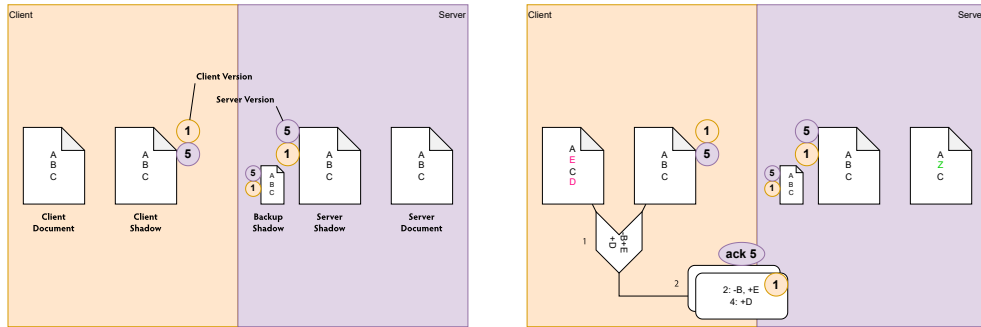 Client
Server
Client Version
Server Version
1
5
5
1
A
B
C
A
B
C
5
1
A
B
C
A
B
C
A
B
C
Client
Document
Client
Shadow
Backup
Shadow
Server
Shadow
Server
Document
Client
Serve
1
5
5
1
A
E
C
D
A
B
C
5
1
A
B
C
A
B
C
A
Z
C
1
-B+E
+D
2
ack 5
1
2: -B, +E
4: +D